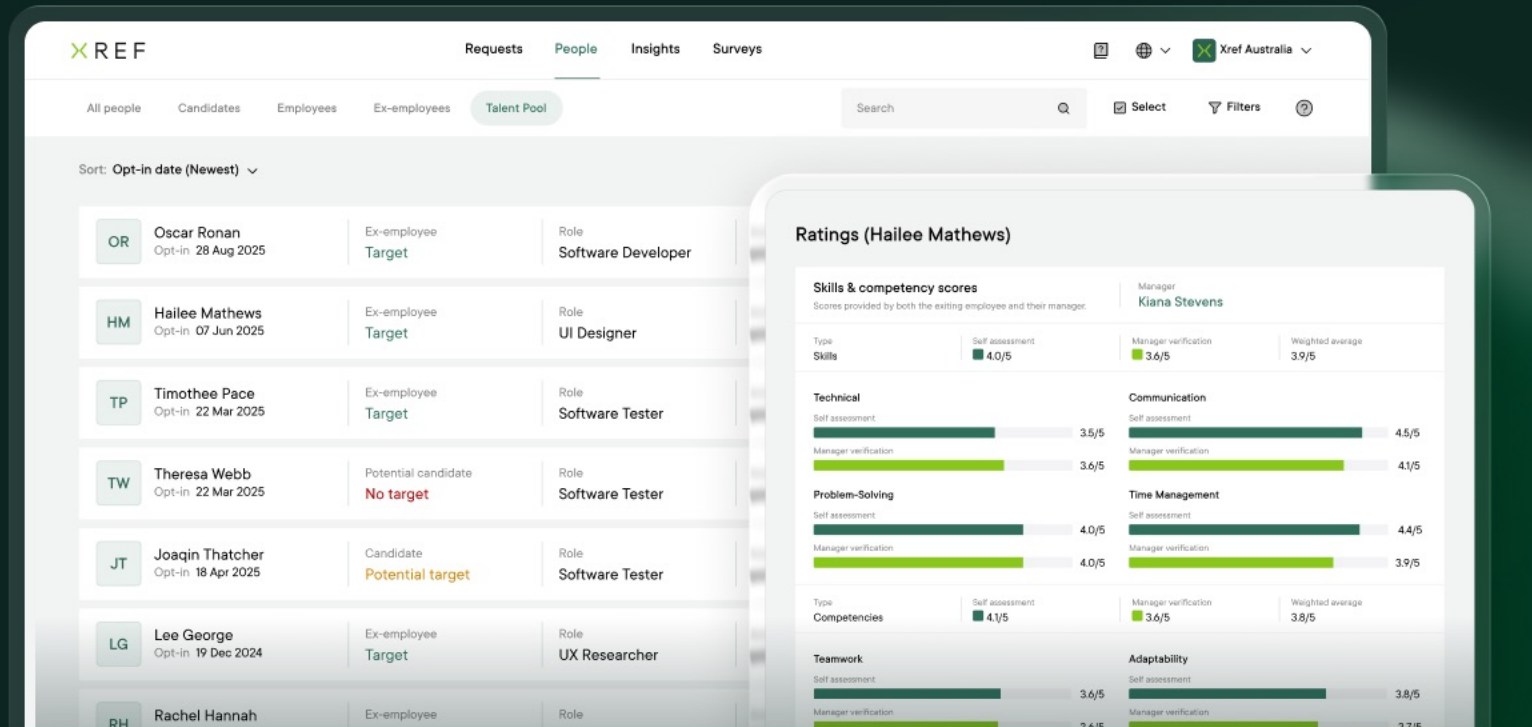 XREF
Requests People Insights Surveys
Xref Australia
All people Candidates Employees Ex-employees Talent Pool
Search
Select
Filters
Sort: Opt-in date (Newest)
OR
Oscar Ronan
Opt-in 28 Aug 2025
Ex-employee
Target
Role
Software Developer
HM
Hailee Mathews
Opt-in 07 Jun 2025
Ex-employee
Target
Role
UI Designer
TP
Timothee Pace
Opt-in 22 Mar 2025
Ex-employee
Target
Role
Software Tester
TW
Theresa Webb
Opt-in 22 Mar 2025
Potential candidate
No target
Role
Software Tester
JT
Joaqin Thatcher
Opt-in 18 Apr 2025
Candidate
Potential target
Role
Software Tester
LG
Lee George
Opt-in 19 Dec 2024
Ex-employee
Target
Role
UX Researcher
RH
Rachel Hannah
Ex-employee
Role
Ratings (Hailee Mathews)
Skills & competency scores
Scores provided by both the exiting employee and their manager.
Manager
Kiana Stevens
Type
Skills
Self assessment
4.0/5
Manager verification
3.6/5
Weighted average
3.9/5
Technical
Self assessment
3.5/5
Manager verification
3.6/5
Communication
Self assessment
4.5/5
Manager verification
4.1/5
Problem-Solving
Self assessment
4.0/5
Manager verification
4.0/5
Time Management
Self assessment
4.4/5
Manager verification
3.9/5
Type
Competencies
Self assessment
4.1/5
Manager verification
3.6/5
Weighted average
3.8/5
Teamwork
Self assessment
3.6/5
Manager verification
Adaptability
Self assessment
3.8/5
Manager verification